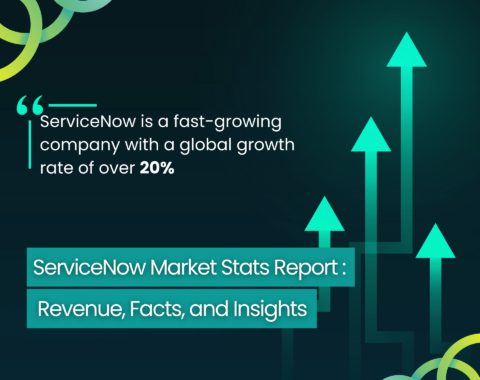 “ServiceNow is a fast-growing
company with a global growth
rate of over 20%
ServiceNow Market Stats Report :
Revenue, Facts, and Insights